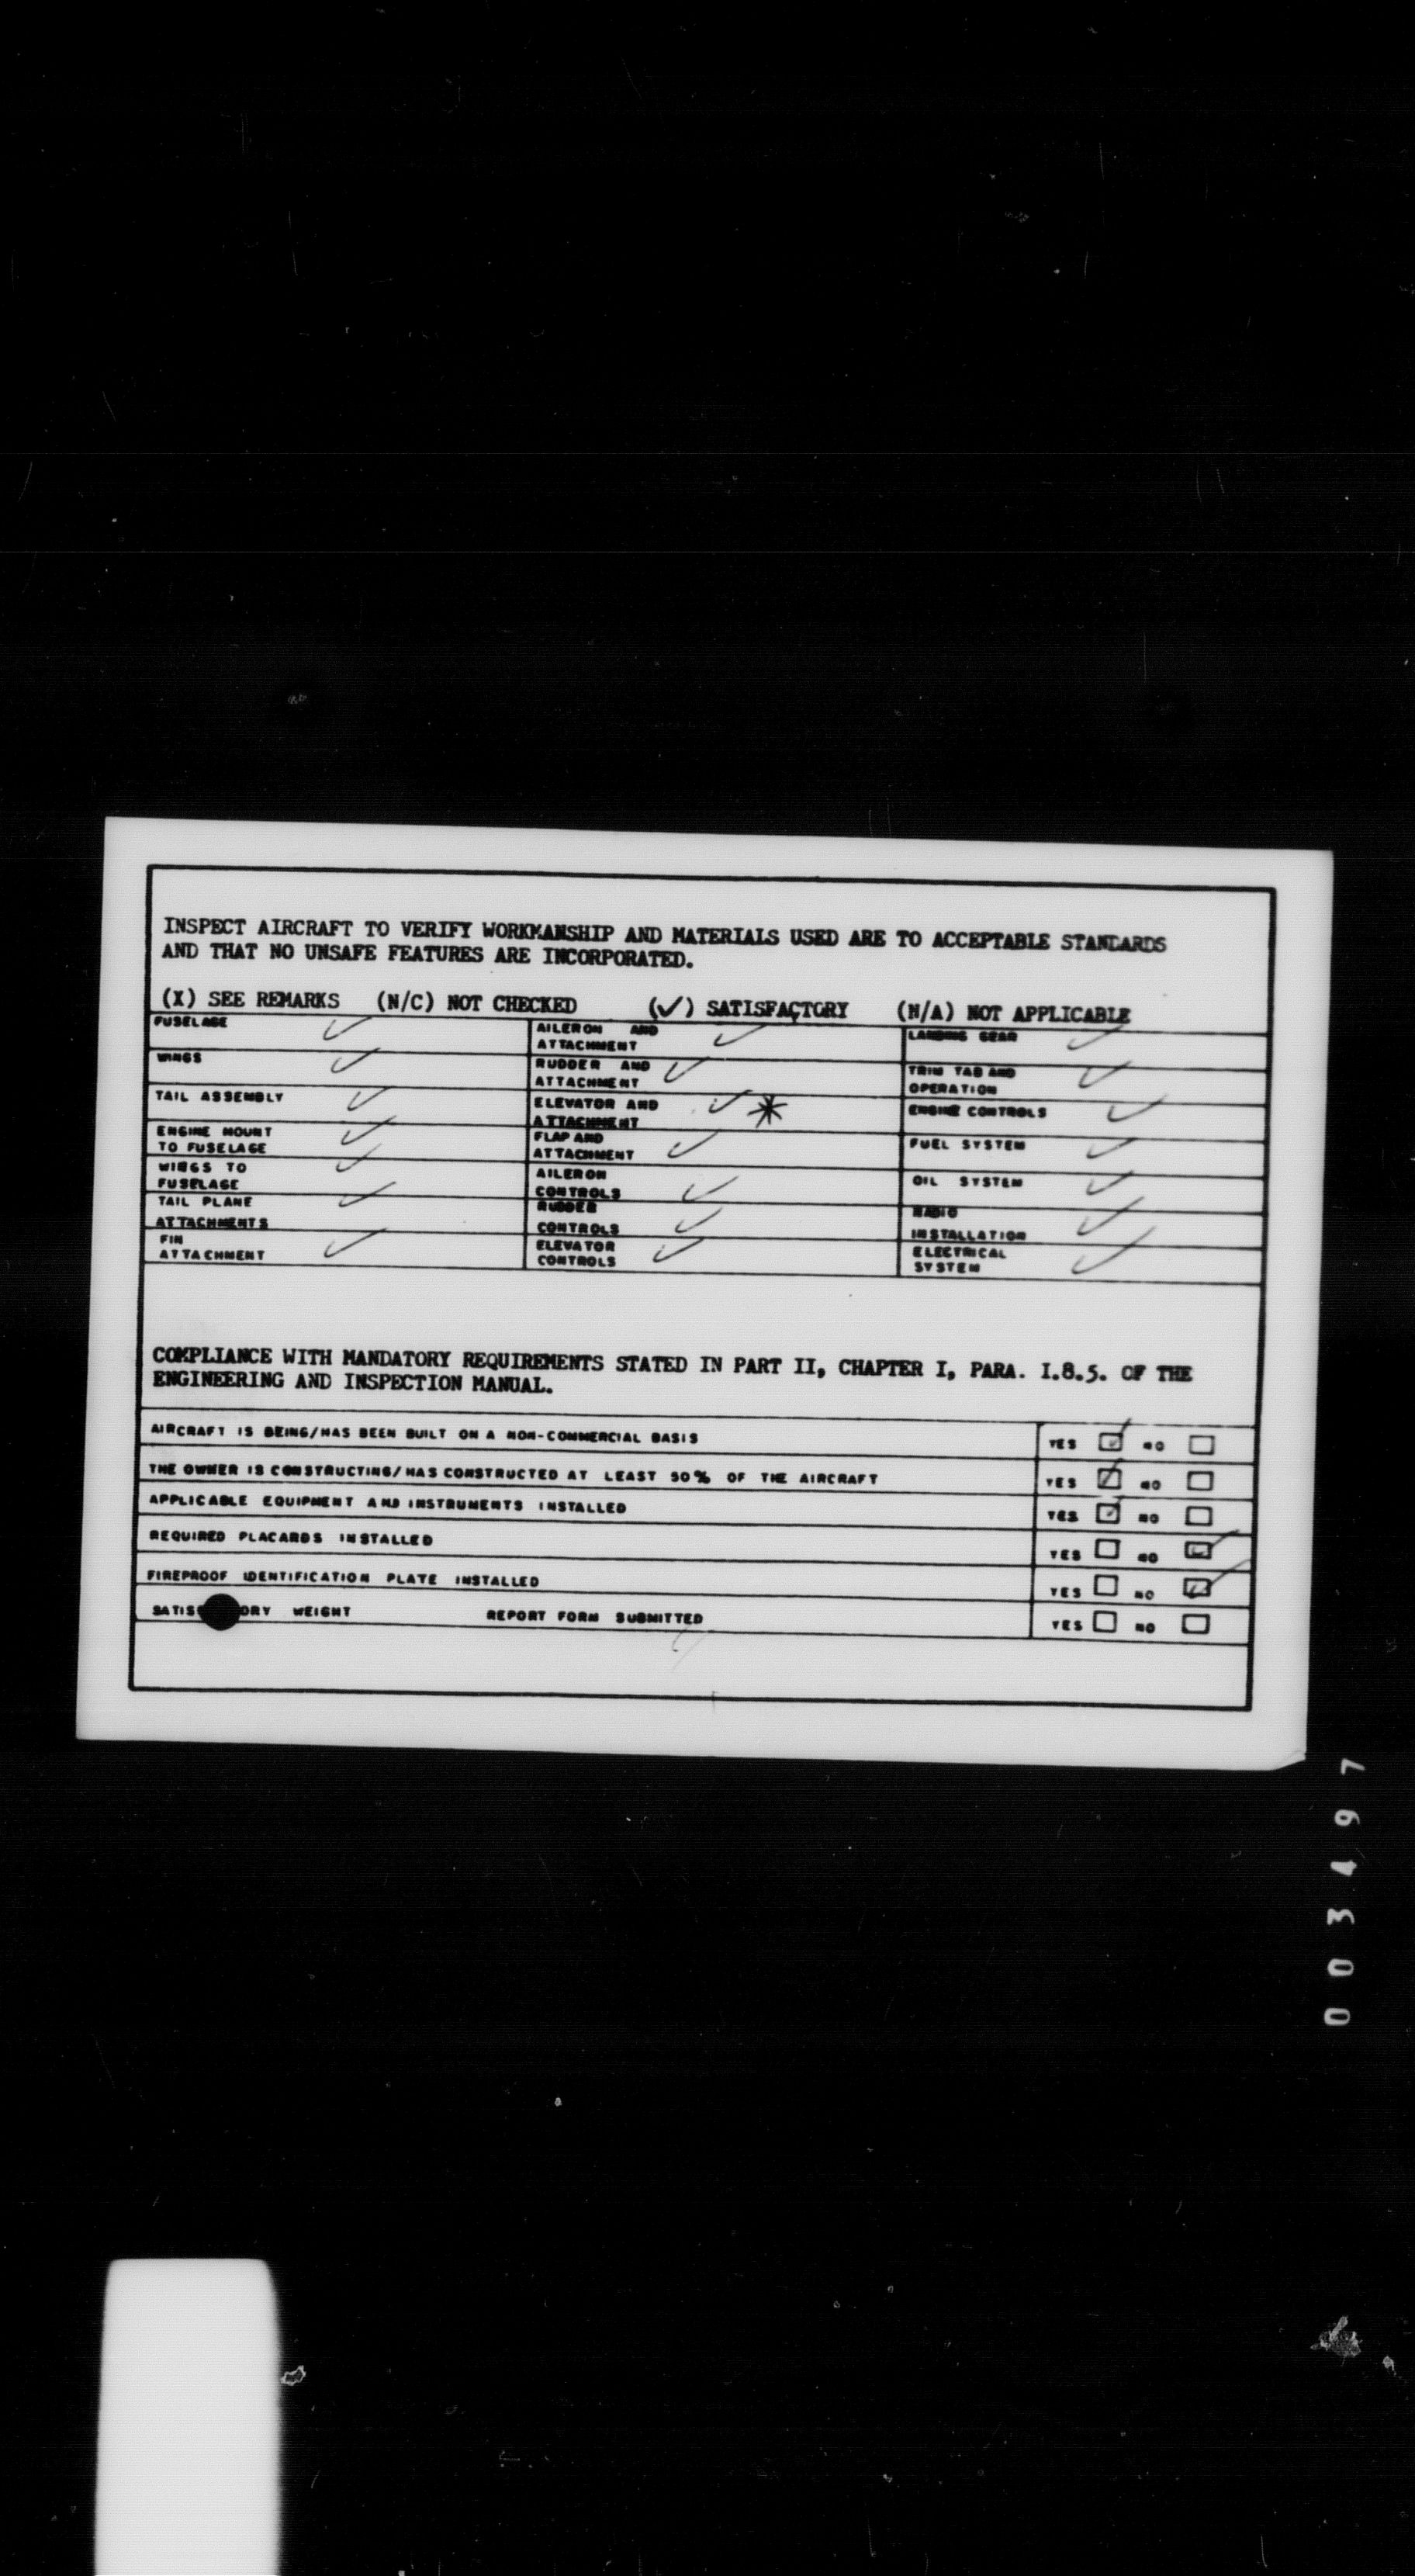 INSPECT AIRCRAFT TO VERIFY WORKMANSHIP AND MATERIALS USED ARE TO ACCEPTABLE STANDARDS
AND THAT NO UNSAFE FEATURES ARE INCORPORATED.
(X) SEE REMARKS (N/C) NOT CHECKED (✓) SATISFACTORY (N/A) NOT APPLICABLE
FUSELAGE ✓
WINGS ✓
TAIL ASSEMBLY ✓
ENGINE MOUNT
TO FUSELAGE ✓
WINGS TO
FUSELAGE ✓
TAIL PLANE
ATTACHMENTS ✓
FIN
ATTACHMENT ✓
AILERON AND
ATTACHMENT ✓
RUDDER AND
ATTACHMENT ✓
ELEVATOR AND
ATTACHMENT ✓ *
FLAP AND
ATTACHMENT ✓
AILERON
CONTROLS ✓
RUDDER
CONTROLS ✓
ELEVATOR
CONTROLS ✓
LANDING GEAR ✓
TRIM TAB AND
OPERATION ✓
ENGINE CONTROLS ✓
FUEL SYSTEM ✓
OIL SYSTEM ✓
RADIO
INSTALLATION ✓
ELECTRICAL
SYSTEM ✓
COMPLIANCE WITH MANDATORY REQUIREMENTS STATED IN PART II, CHAPTER I, PARA. I.8.5. OF THE
ENGINEERING AND INSPECTION MANUAL.
AIRCRAFT IS BEING/HAS BEEN BUILT ON A NON-COMMERCIAL BASIS YES ☑ NO ☐
THE OWNER IS CONSTRUCTING/HAS CONSTRUCTED AT LEAST 50% OF THE AIRCRAFT YES ☑ NO ☐
APPLICABLE EQUIPMENT AND INSTRUMENTS INSTALLED YES ☑ NO ☐
REQUIRED PLACARDS INSTALLED YES ☐ NO ☑
FIREPROOF IDENTIFICATION PLATE INSTALLED YES ☐ NO ☑
WEIGHT REPORT FORM SUBMITTED YES ☐ NO ☐
003497